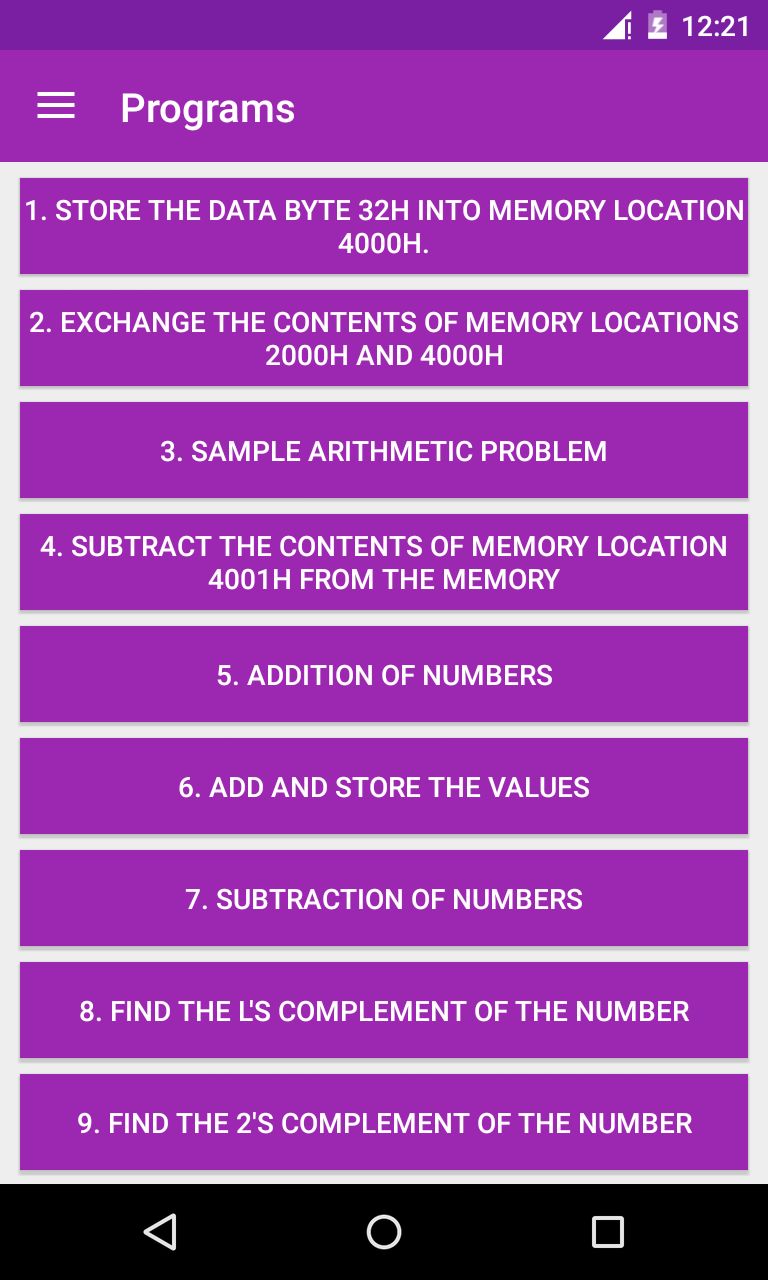 12:21
Programs
1. STORE THE DATA BYTE 32H INTO MEMORY LOCATION
4000H.
2. EXCHANGE THE CONTENTS OF MEMORY LOCATIONS
2000H AND 4000H
3. SAMPLE ARITHMETIC PROBLEM
4. SUBTRACT THE CONTENTS OF MEMORY LOCATION
4001H FROM THE MEMORY
5. ADDITION OF NUMBERS
6. ADD AND STORE THE VALUES
7. SUBTRACTION OF NUMBERS
8. FIND THE L'S COMPLEMENT OF THE NUMBER
9. FIND THE 2'S COMPLEMENT OF THE NUMBER